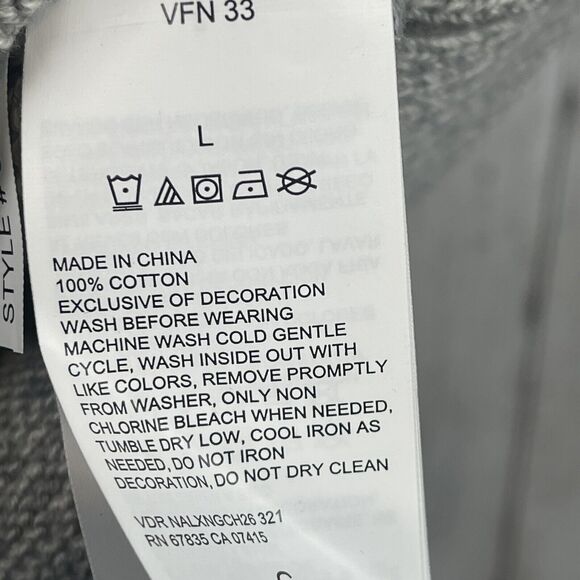 VFN 33
L
MADE IN CHINA
100% COTTON
EXCLUSIVE OF DECORATION
WASH BEFORE WEARING
MACHINE WASH COLD GENTLE
CYCLE, WASH INSIDE OUT WITH
LIKE COLORS, REMOVE PROMPTLY
FROM WASHER, ONLY NON
CHLORINE BLEACH WHEN NEEDED,
TUMBLE DRY LOW, COOL IRON AS
NEEDED, DO NOT IRON
DECORATION, DO NOT DRY CLEAN
VDR NALXNGCH26 321
RN 67835 CA 07415
STYLE #